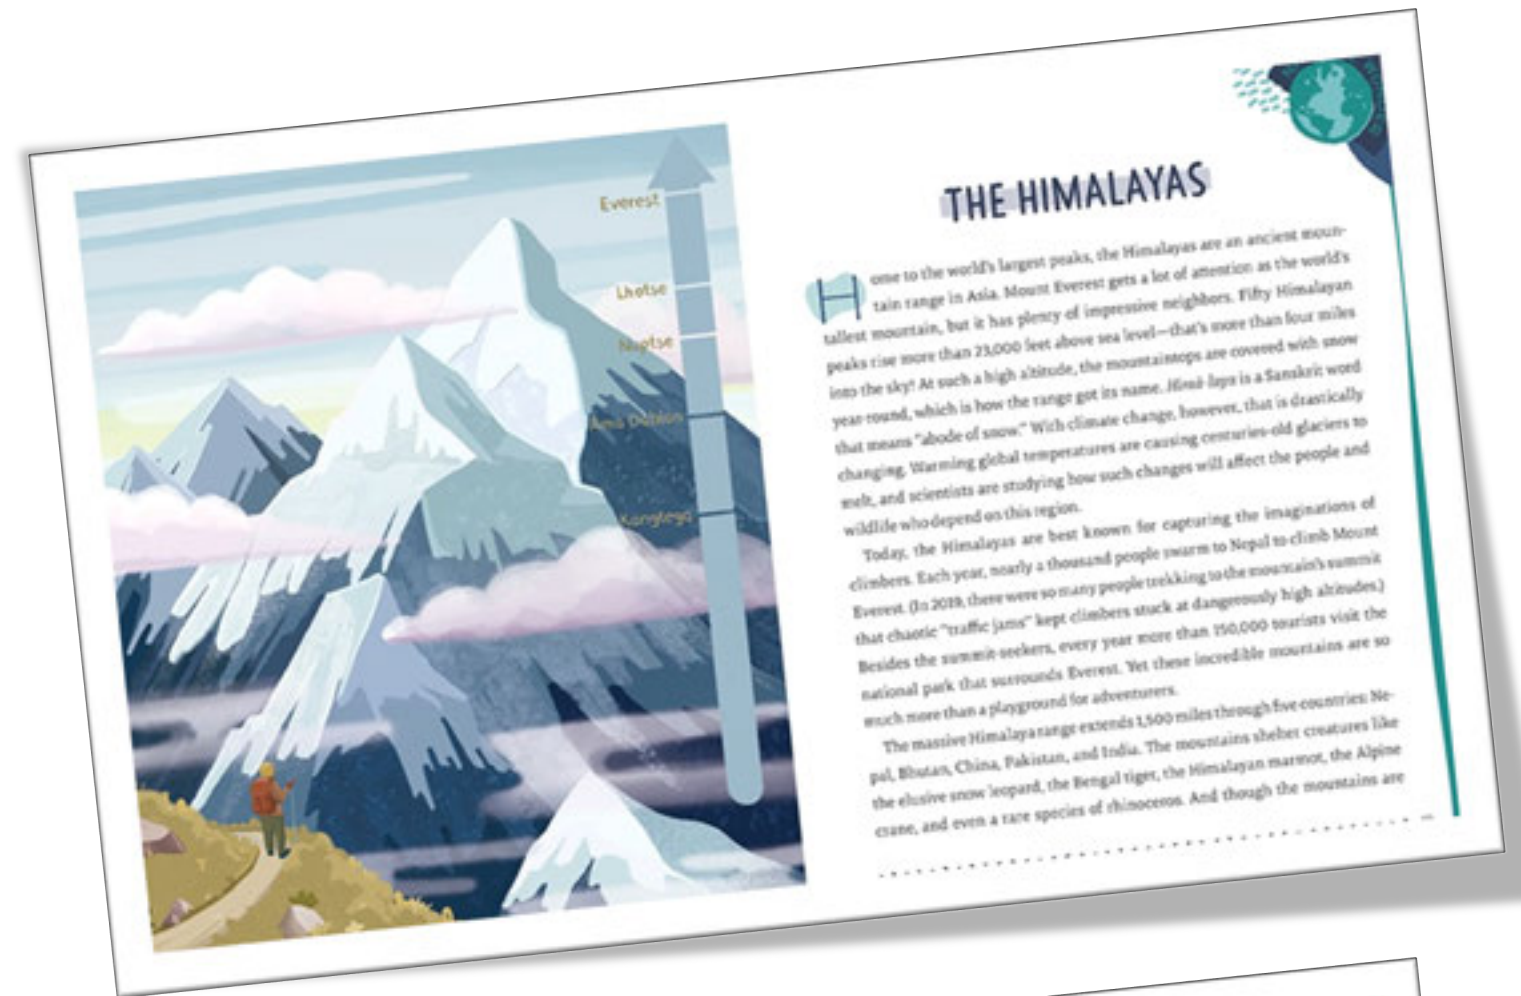 Everest
Lhotse
Nuptse
Ama Dablan
Kongleyg
THE HIMALAYAS
Home to the world's largest peaks, the Himalayas are an ancient moun-
tain range in Asia. Mount Everest gets a lot of attention as the world's
tallest mountain, but it has plenty of impressive neighbors. Fifty Himalayan
peaks rise more than 23,000 feet above sea level—that's more than four miles
into the sky! At such a high altitude, the mountaintops are covered with snow
year-round, which is how the range got its name. Himā-laya is a Sanskrit word
that means "abode of snow." With climate change, however, that is drastically
changing. Warming global temperatures are causing centuries-old glaciers to
melt, and scientists are studying how such changes will affect the people and
wildlife who depend on this region.
Today, the Himalayas are best known for capturing the imaginations of
climbers. Each year, nearly a thousand people swarm to Nepal to climb Mount
Everest. (In 2019, there were so many people trekking to the mountain's summit
that chaotic "traffic jams" kept climbers stuck at dangerously high altitudes.)
Besides the summit-seekers, every year more than 150,000 tourists visit the
national park that surrounds Everest. Yet these incredible mountains are so
much more than a playground for adventurers.
The massive Himalaya range extends 1,500 miles through five countries: Ne-
pal, Bhutan, China, Pakistan, and India. The mountains shelter creatures like
the elusive snow leopard, the Bengal tiger, the Himalayan marmot, the Alpine
crane, and even a rare species of rhinoceros. And though the mountains are